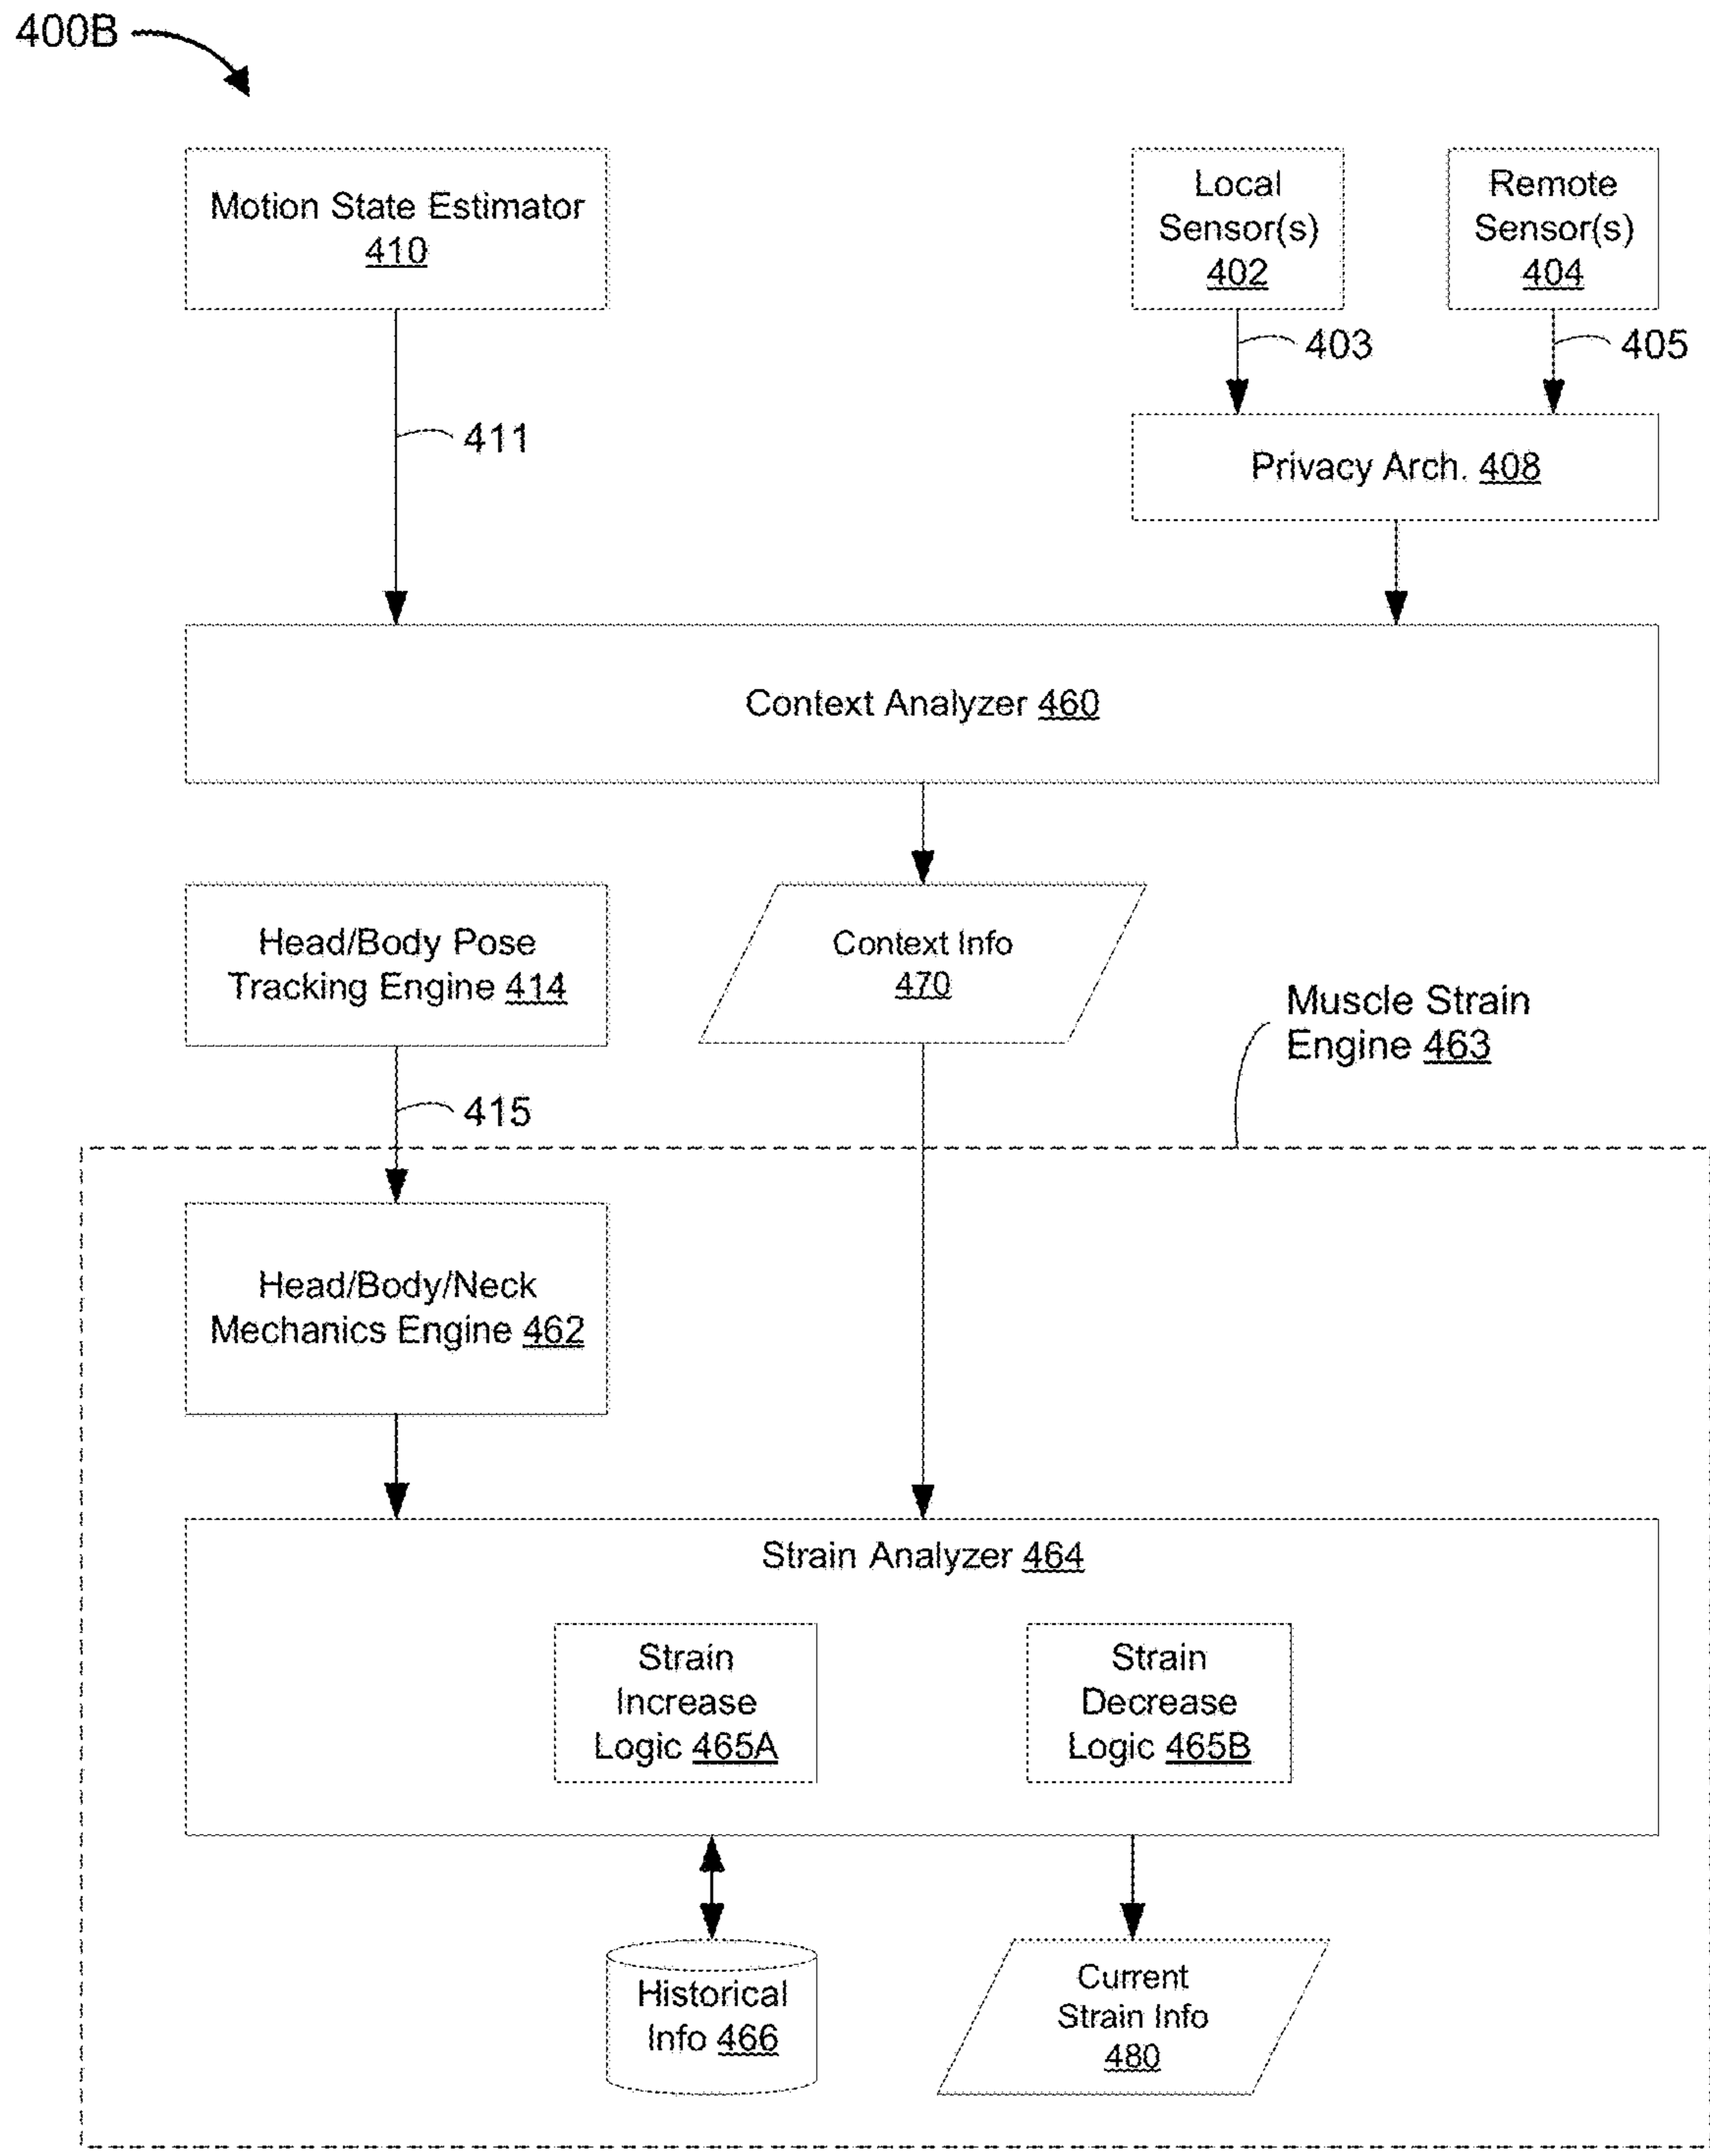 400B
Motion State Estimator
410
Local
Sensor(s)
402
Remote
Sensor(s)
404
403
405
411
Privacy Arch. 408
Context Analyzer 460
Head/Body Pose
Tracking Engine 414
Context Info
470
Muscle Strain
Engine 463
415
Head/Body/Neck
Mechanics Engine 462
Strain Analyzer 464
Strain
Increase
Logic 465A
Strain
Decrease
Logic 465B
Historical
Info 466
Current
Strain Info
480